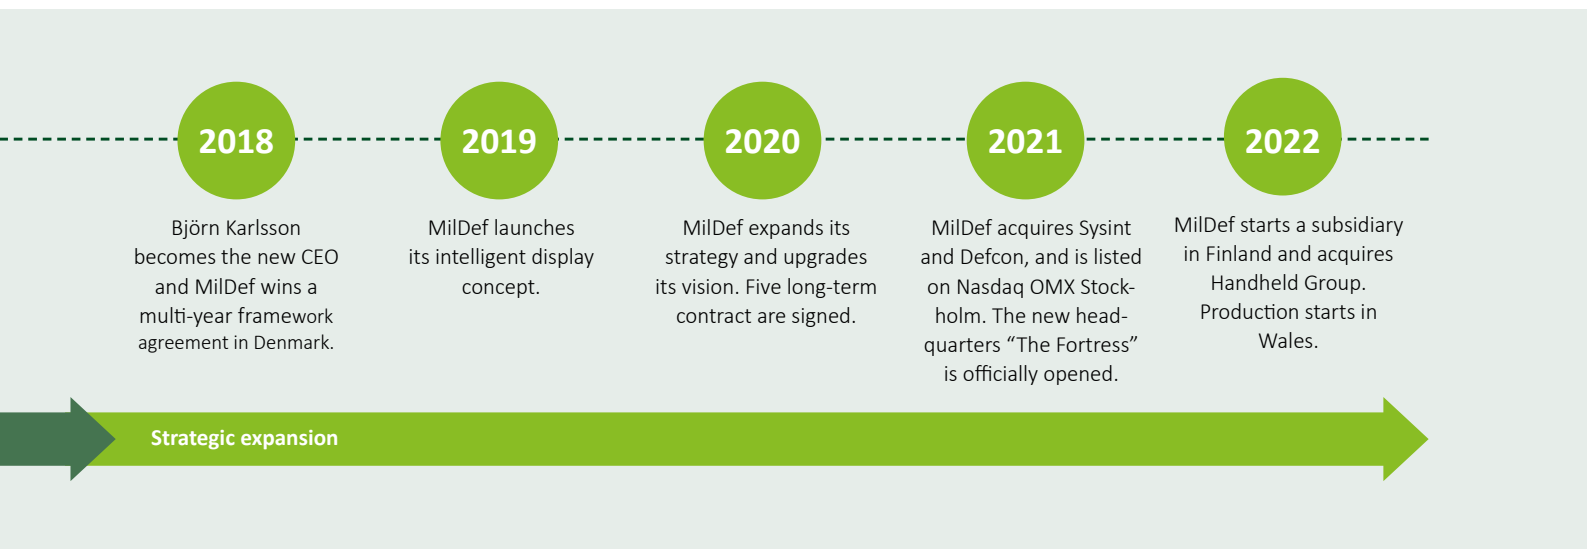 2018
Björn Karlsson
becomes the new CEO
and MilDef wins a
multi-year framework
agreement in Denmark.
2019
MilDef launches
its intelligent display
concept.
2020
MilDef expands its
strategy and upgrades
its vision. Five long-term
contract are signed.
2021
MilDef acquires Sysint
and Defcon, and is listed
on Nasdaq OMX Stock-
holm. The new head-
quarters “The Fortress”
is officially opened.
2022
MilDef starts a subsidiary
in Finland and acquires
Handheld Group.
Production starts in
Wales.
Strategic expansion